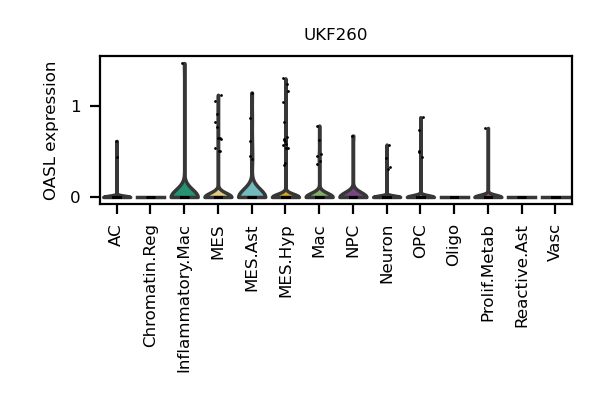 UKF260
OASL expression
1
0
AC
Chromatin.Reg
Inflammatory.Mac
MES
MES.Ast
MES.Hyp
Mac
NPC
Neuron
OPC
Oligo
Prolif.Metab
Reactive.Ast
Vasc